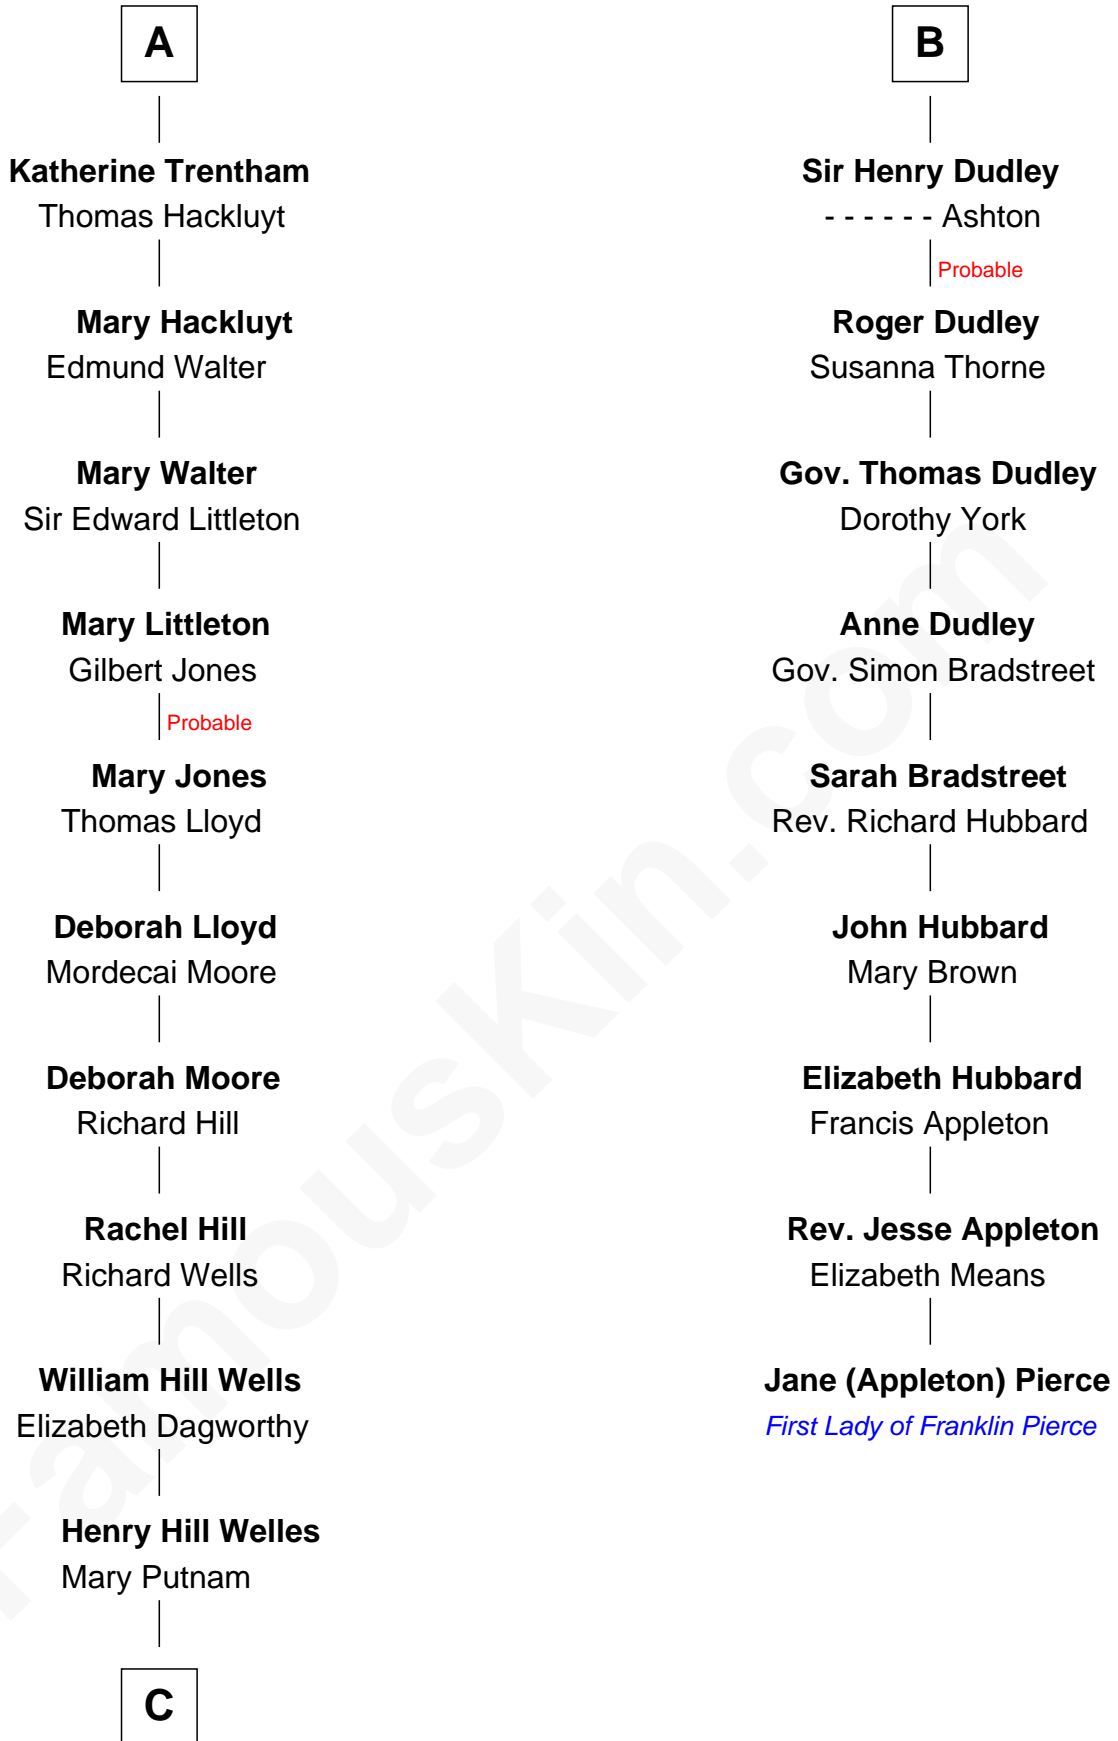 A
Katherine Trentham
Thomas Hackluyt
Mary Hackluyt
Edmund Walter
Mary Walter
Sir Edward Littleton
Mary Littleton
Gilbert Jones
Probable
Mary Jones
Thomas Lloyd
Deborah Lloyd
Mordecai Moore
Deborah Moore
Richard Hill
Rachel Hill
Richard Wells
William Hill Wells
Elizabeth Dagworthy
Henry Hill Welles
Mary Putnam
C
B
Sir Henry Dudley
- - - - - - Ashton
Probable
Roger Dudley
Susanna Thorne
Gov. Thomas Dudley
Dorothy York
Anne Dudley
Gov. Simon Bradstreet
Sarah Bradstreet
Rev. Richard Hubbard
John Hubbard
Mary Brown
Elizabeth Hubbard
Francis Appleton
Rev. Jesse Appleton
Elizabeth Means
Jane (Appleton) Pierce
First Lady of Franklin Pierce
FamousKin.com